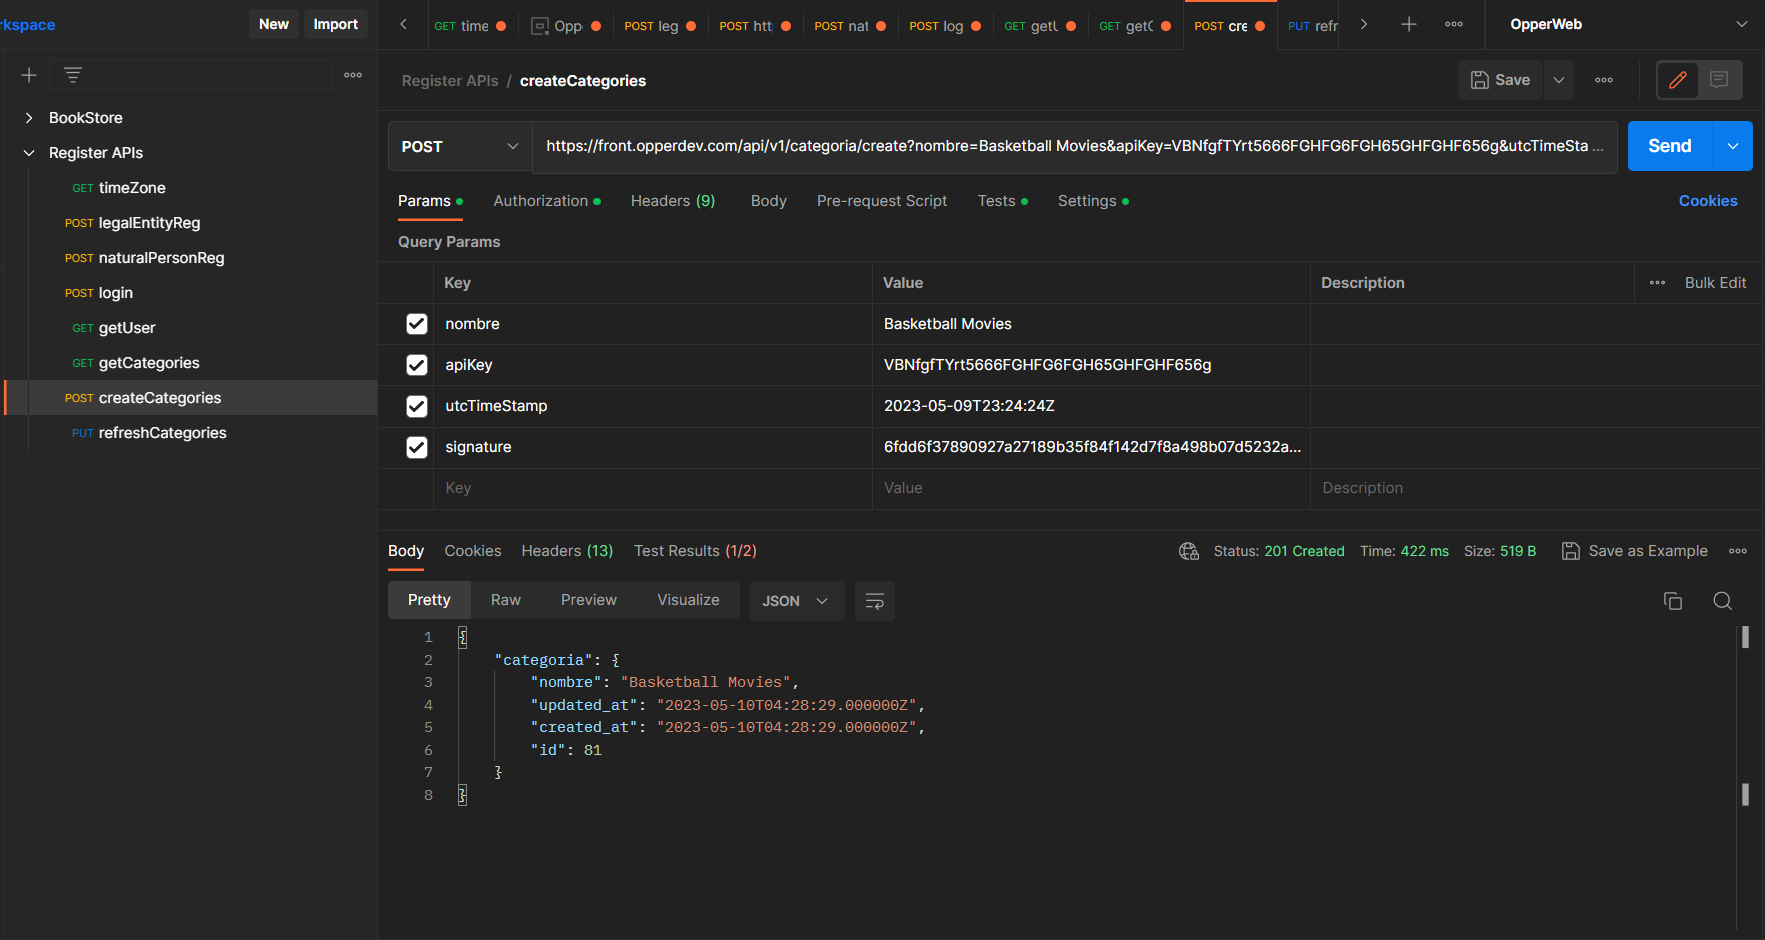 rkspace
New
Import
GET time
Opp
POST leg
POST htt
POST nat
POST log
GET getU
GET getC
POST cre
PUT refr
OpperWeb
BookStore
Register APIs
GET timeZone
POST legalEntityReg
POST naturalPersonReg
POST login
GET getUser
GET getCategories
POST createCategories
PUT refreshCategories
Register APIs / createCategories
Save
POST
https://front.opperdev.com/api/v1/categoria/create?nombre=Basketball Movies&apiKey=VBNfgfTYrt5666FGHFG6FGH65GHFGHF656g&utcTimeSta ...
Send
Params
Authorization
Headers (9)
Body
Pre-request Script
Tests
Settings
Cookies
Query Params
Key Value Description
Bulk Edit
nombre Basketball Movies
apiKey VBNfgfTYrt5666FGHFG6FGH65GHFGHF656g
utcTimeStamp 2023-05-09T23:24:24Z
signature 6fdd6f37890927a27189b35f84f142d7f8a498b07d5232a...
Key Value Description
Body
Cookies
Headers (13)
Test Results (1/2)
Status: 201 Created
Time: 422 ms
Size: 519 B
Save as Example
Pretty
Raw
Preview
Visualize
JSON
1 {
2 "categoria": {
3 "nombre": "Basketball Movies",
4 "updated_at": "2023-05-10T04:28:29.000000Z",
5 "created_at": "2023-05-10T04:28:29.000000Z",
6 "id": 81
7 }
8 }